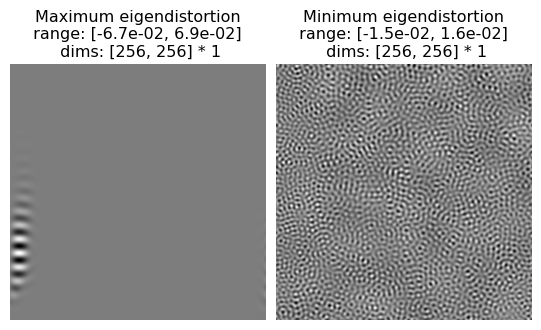 Maximum eigendistortion
range: [-6.7e-02, 6.9e-02]
dims: [256, 256] * 1
Minimum eigendistortion
range: [-1.5e-02, 1.6e-02]
dims: [256, 256] * 1